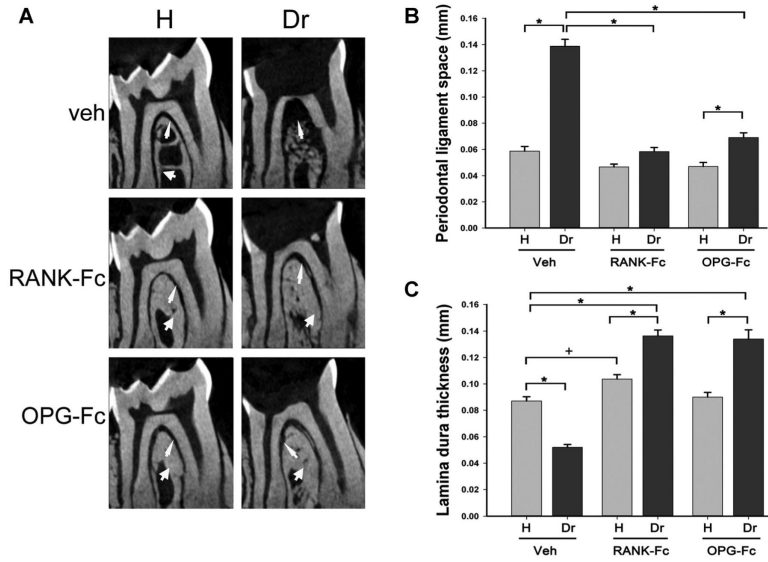 A
H Dr
veh
RANK-Fc
OPG-Fc
B
Periodontal ligament space (mm)
0.16
0.14
0.12
0.10
0.08
0.06
0.04
0.02
0.00
* * *
*
H Dr H Dr H Dr
Veh RANK-Fc OPG-Fc
C
Lamina dura thickness (mm)
0.16
0.14
0.12
0.10
0.08
0.06
0.04
0.02
0.00
*
*
* *
+
*
H Dr H Dr H Dr
Veh RANK-Fc OPG-Fc